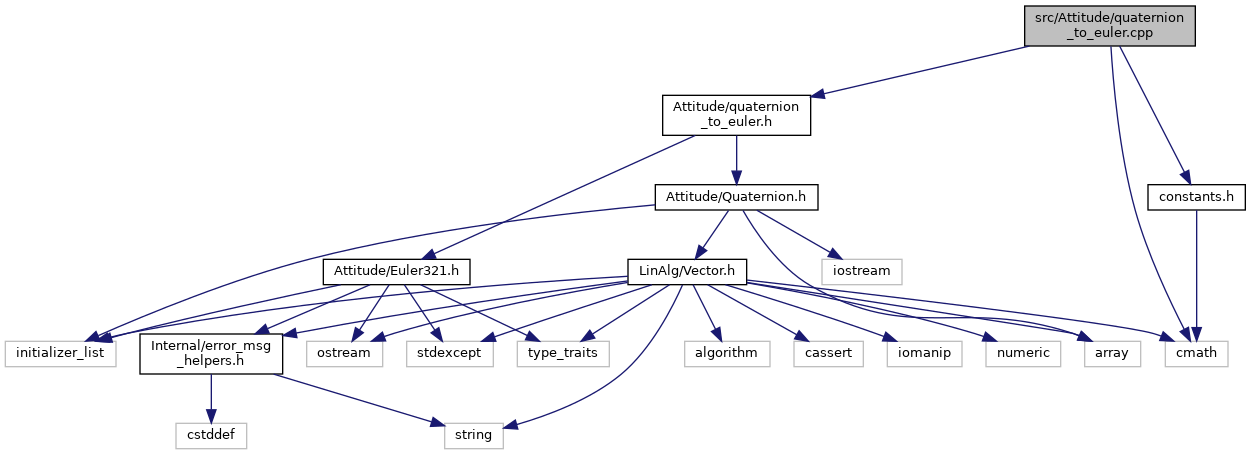 src/Attitude/quaternion
_to_euler.cpp
Attitude/quaternion
_to_euler.h
Attitude/Quaternion.h
constants.h
Attitude/Euler321.h
LinAlg/Vector.h
iostream
initializer_list
Internal/error_msg
_helpers.h
ostream
stdexcept
type_traits
algorithm
cassert
iomanip
numeric
array
cmath
cstddef
string